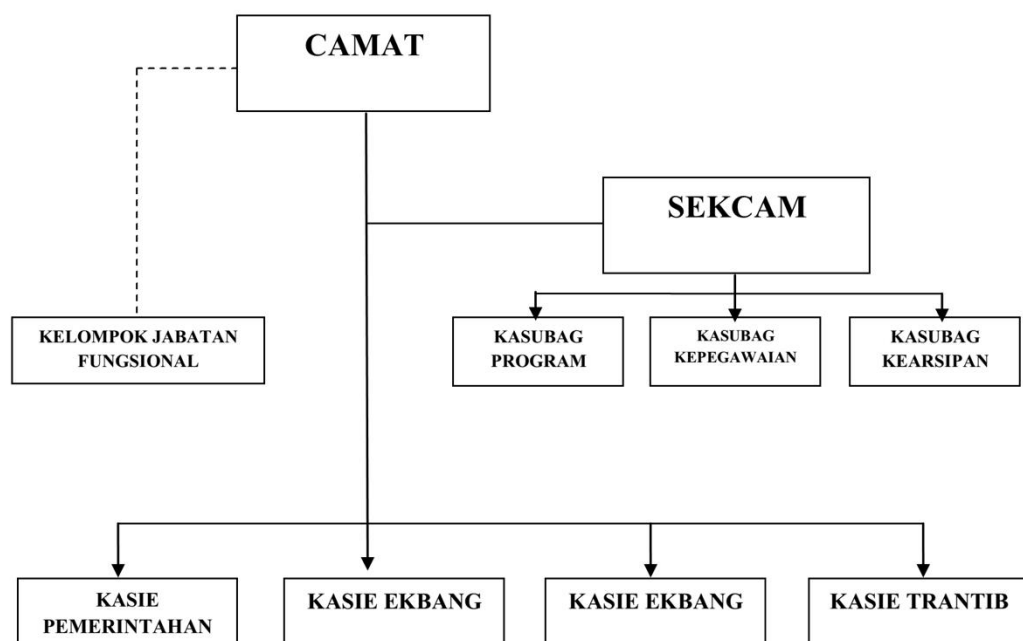 CAMAT
SEKCAM
KELOMPOK JABATAN
FUNGSIONAL
KASUBAG
PROGRAM
KASUBAG
KEPEGAWAIAN
KASUBAG
KEARSIPAN
KASIE
PEMERINTAHAN
KASIE EKBANG
KASIE EKBANG
KASIE TRANTIB